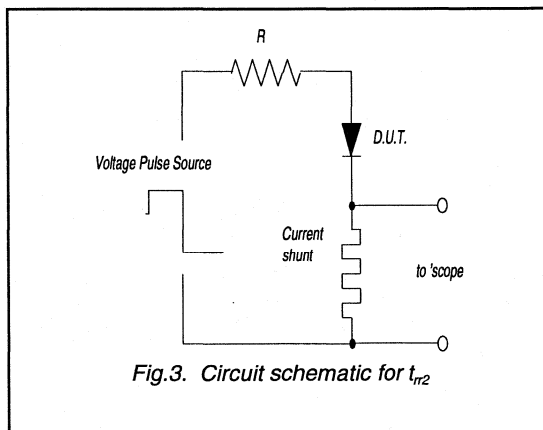 R
D.U.T.
Voltage Pulse Source
Current
shunt
to 'scope
Fig.3. Circuit schematic for trr2